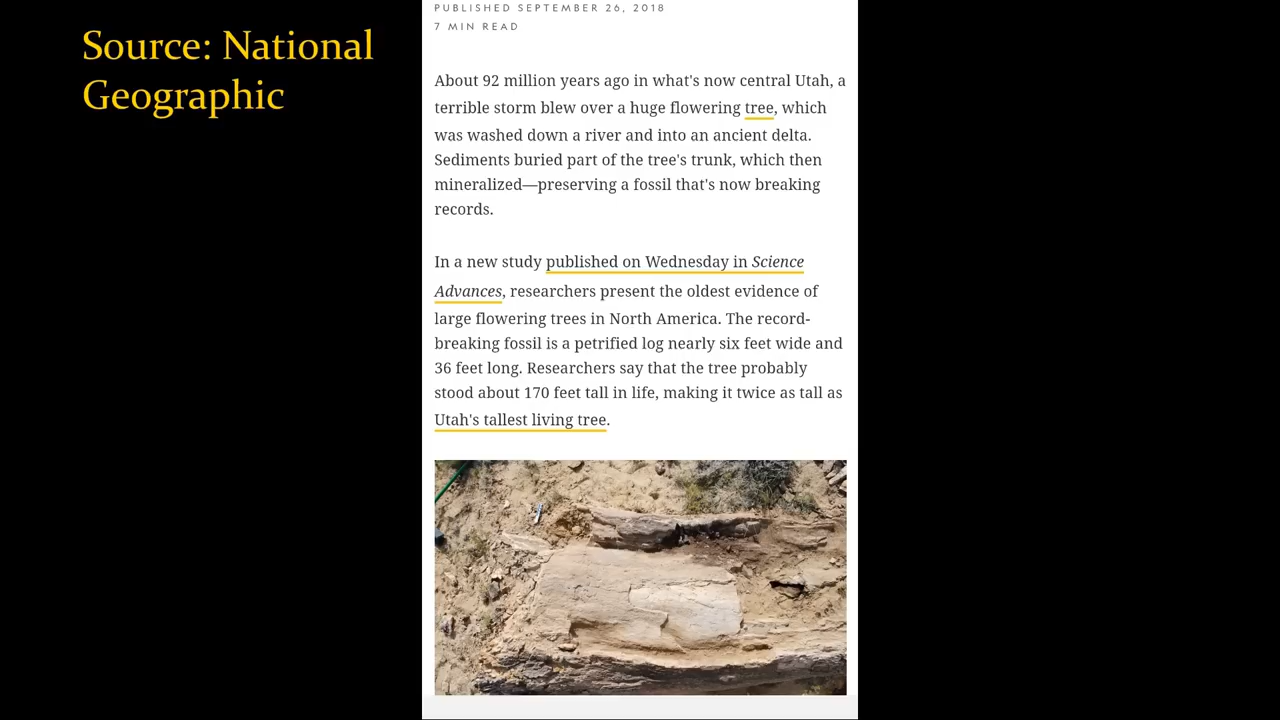 Source: National
Geographic
PUBLISHED SEPTEMBER 26, 2018
7 MIN READ
About 92 million years ago in what's now central Utah, a
terrible storm blew over a huge flowering tree, which
was washed down a river and into an ancient delta.
Sediments buried part of the tree's trunk, which then
mineralized—preserving a fossil that's now breaking
records.
In a new study published on Wednesday in Science
Advances, researchers present the oldest evidence of
large flowering trees in North America. The record-
breaking fossil is a petrified log nearly six feet wide and
36 feet long. Researchers say that the tree probably
stood about 170 feet tall in life, making it twice as tall as
Utah's tallest living tree.